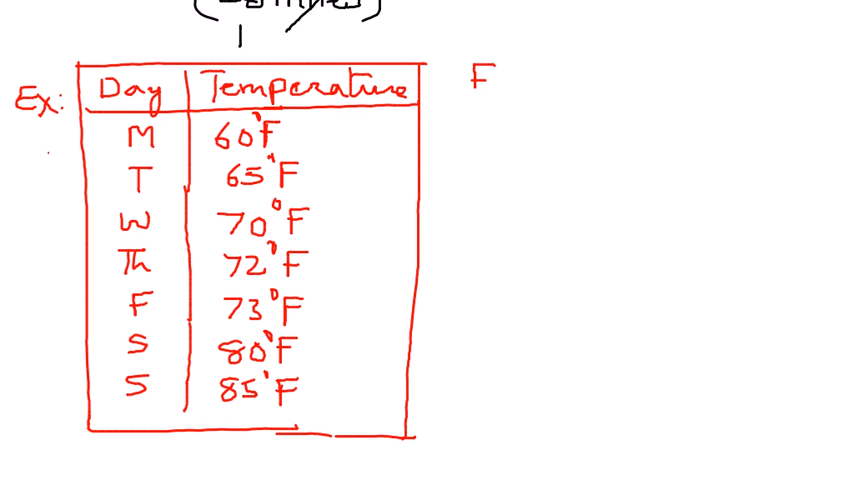 Ex:
Day Temperature F
M 60°F
T 65°F
W 70°F
Th 72°F
F 73°F
S 80°F
S 85°F